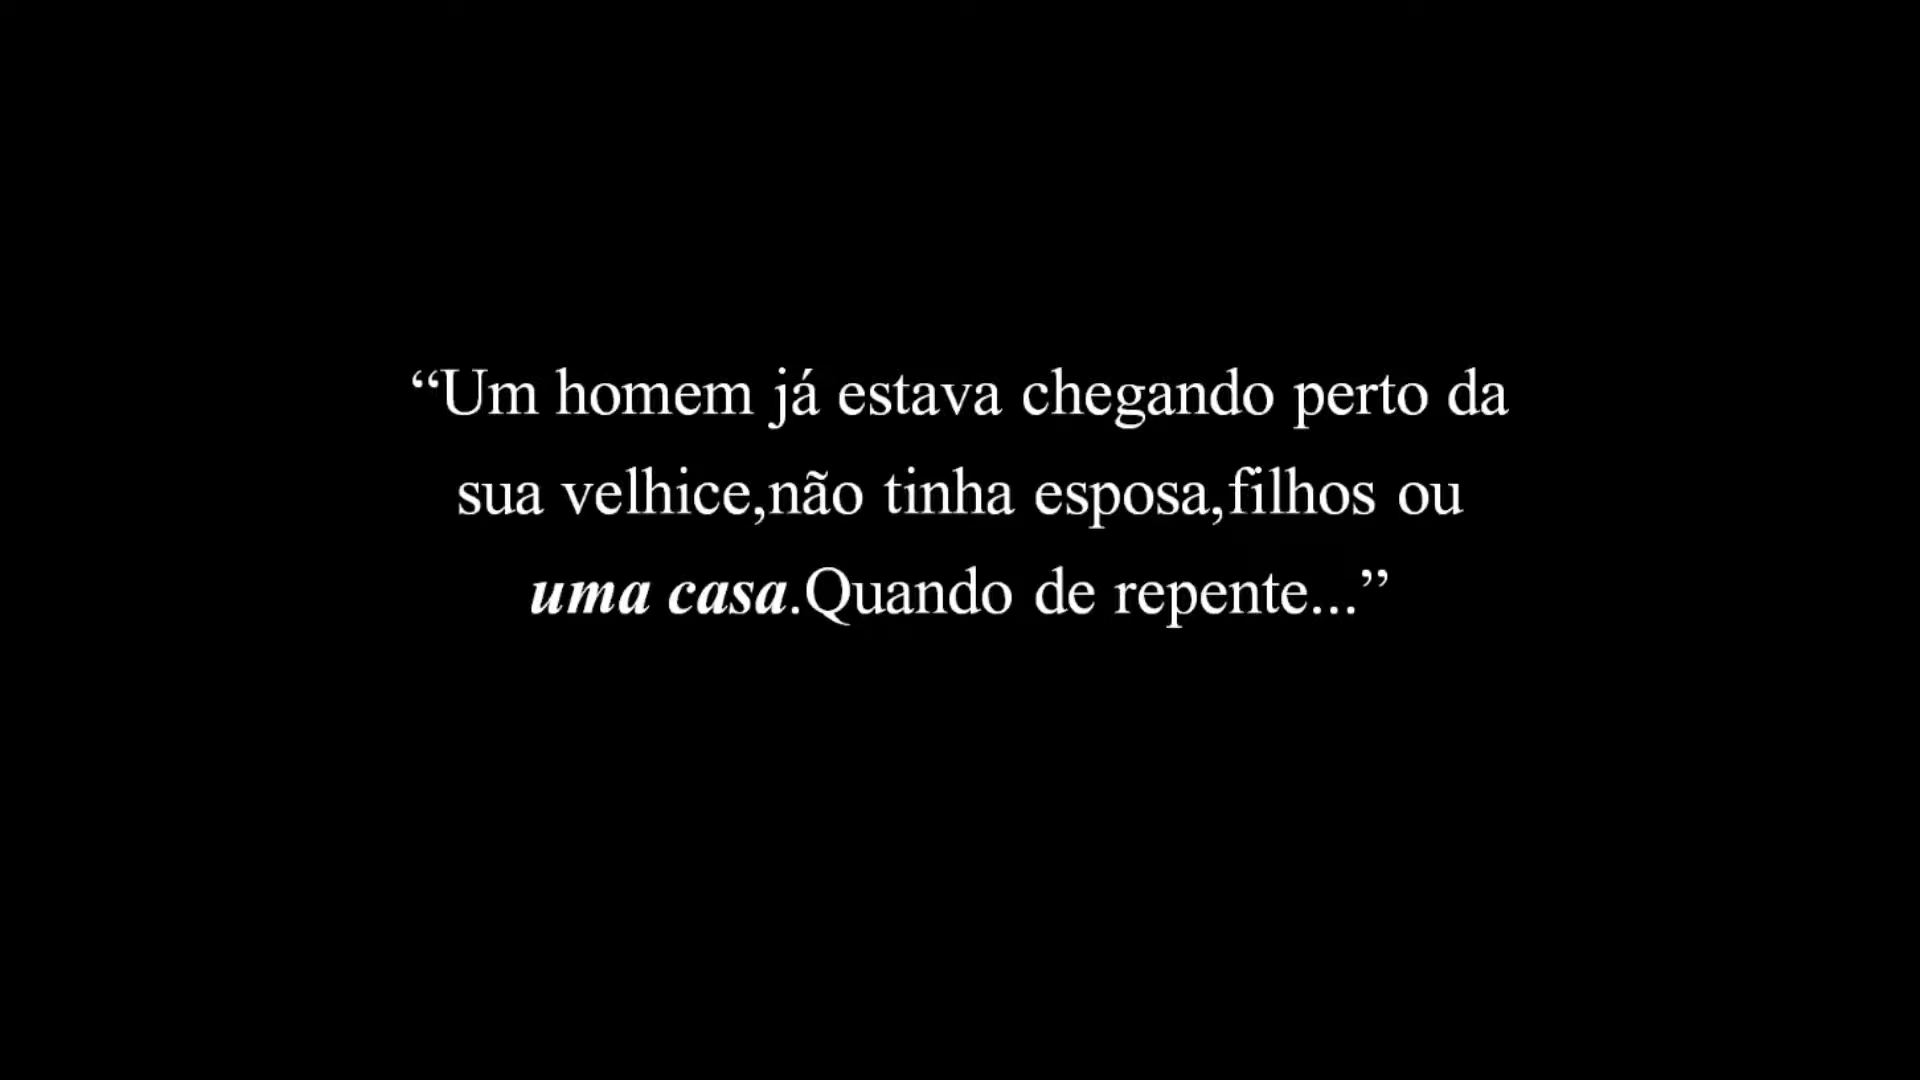 “Um homem já estava chegando perto da
sua velhice,não tinha esposa,filhos ou
uma casa.Quando de repente...”